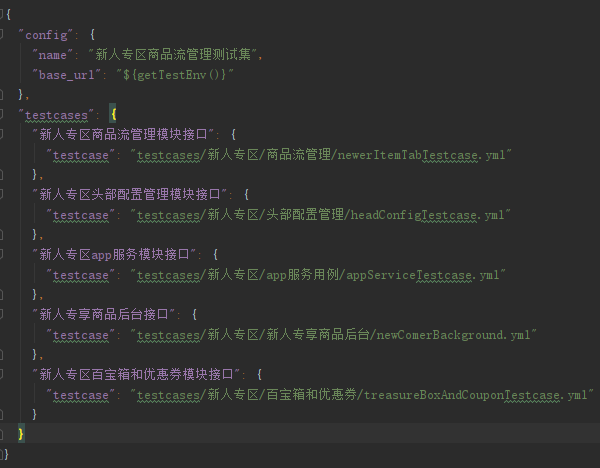 {
"config": {
"name": "新人专区商品流管理测试集",
"base_url": "${getTestEnv()}"
},
"testcases": {
"新人专区商品流管理模块接口": {
"testcase": "testcases/新人专区/商品流管理/newerItemTabTestcase.yml"
},
"新人专区头部配置管理模块接口": {
"testcase": "testcases/新人专区/头部配置管理/headConfigTestcase.yml"
},
"新人专区app服务模块接口": {
"testcase": "testcases/新人专区/app服务用例/appServiceTestcase.yml"
},
"新人专享商品后台接口": {
"testcase": "testcases/新人专区/新人专享商品后台/newComerBackground.yml"
},
"新人专区百宝箱和优惠券模块接口": {
"testcase": "testcases/新人专区/百宝箱和优惠券/treasureBoxAndCouponTestcase.yml"
}
}
}